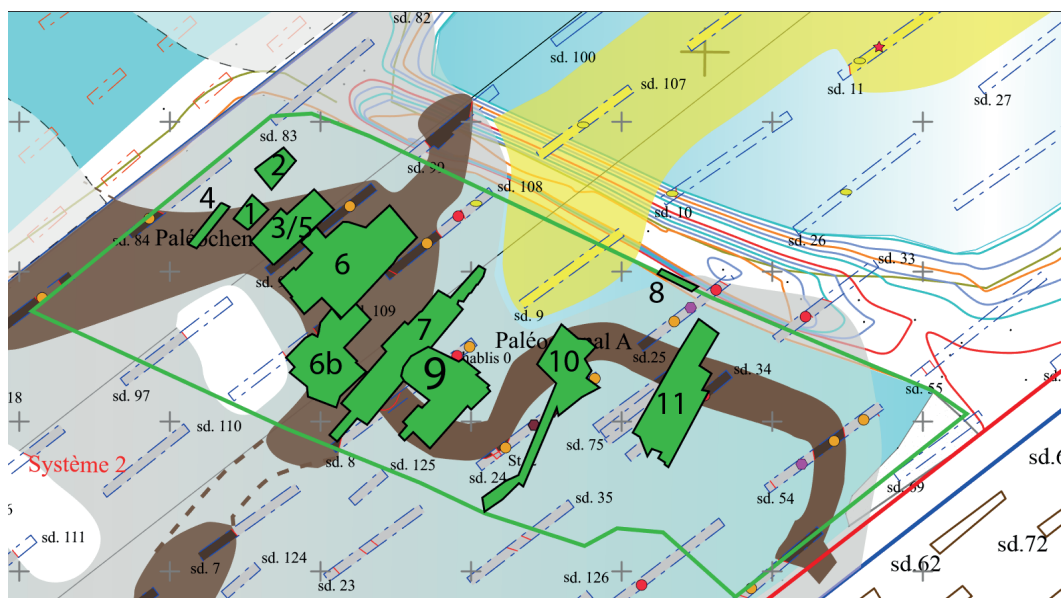 sd. 82
sd. 100
sd. 107
sd. 11
sd. 27
sd. 83
2
sd. 99
sd. 108
4
1
3/5
sd. 10
sd. 26
sd. 84
6
sd. 33
8
sd. 9
109
7
sd. 25
6b
9
10
sd. 34
sd. 55
18
sd. 97
11
sd. 110
sd. 75
Système 2
sd. 8
sd. 125
sd. 24
sd. 54
sd. 35
sd. 111
sd. 62
sd.72
sd. 7
sd. 124
sd. 23
sd. 126